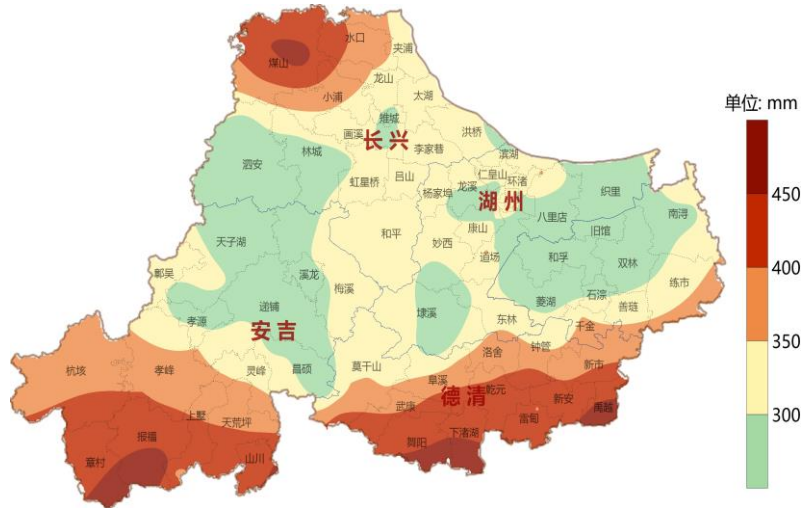 水口
夹浦
煤山
龙山
单位: mm
小浦
太湖
雉城
画溪
长兴
洪桥
450
林城
李家巷
滨湖
泗安
吕山
仁皇山
虹星桥
龙溪
环渚
杨家埠
织里
湖州
400
八里店
南浔
天子湖
和平
康山
旧馆
妙西
道场
和孚
双林
鄣吴
溪龙
350
梅溪
练市
递铺
埭溪
菱湖
石淙
善琏
孝源
安吉
东林
千金
300
钟管
洛舍
杭垓
孝峰
灵峰
昌硕
莫干山
新市
阜溪
乾元
德清
武康
新安
禹越
上墅
天荒坪
雷甸
报福
舞阳
下渚湖
章村
山川